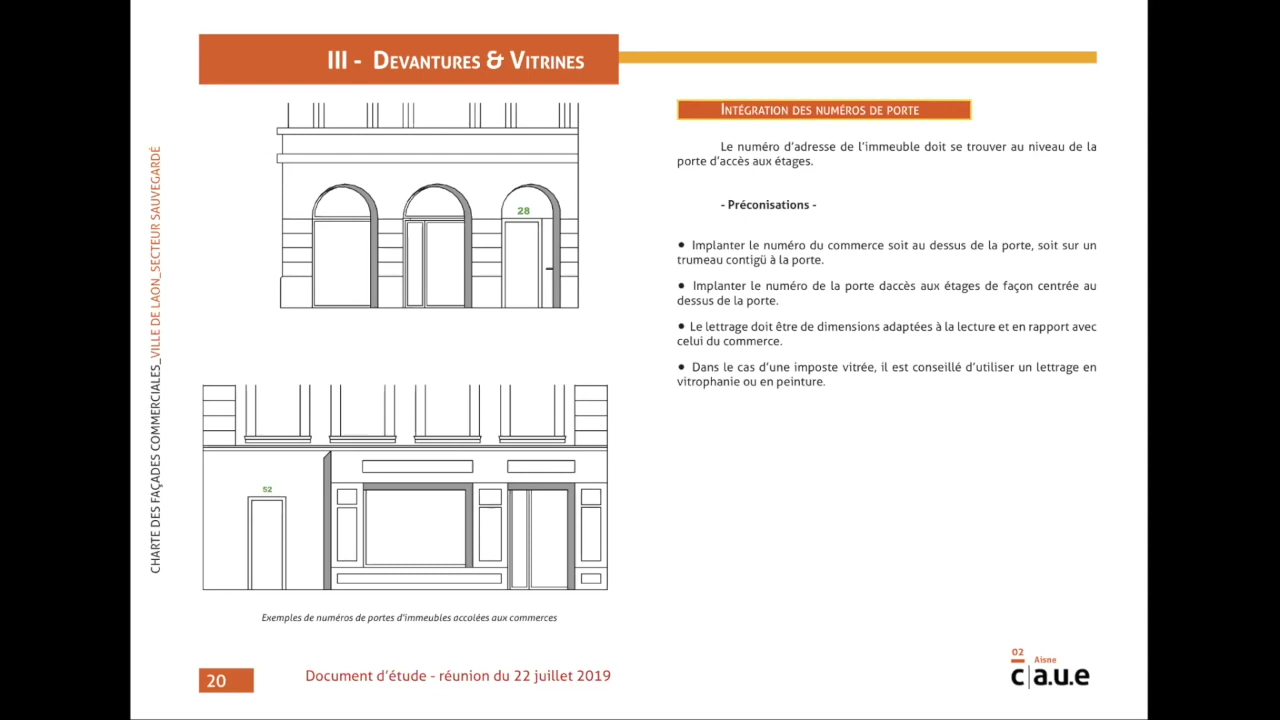 III - Devantures & Vitrines
CHARTE DES FAÇADES COMMERCIALES_VILLE DE LAON_SECTEUR SAUVEGARDÉ
28
52
Exemples de numéros de portes d'immeubles accolées aux commerces
Intégration des numéros de porte
Le numéro d'adresse de l'immeuble doit se trouver au niveau de la
porte d'accès aux étages.
- Préconisations -
• Implanter le numéro du commerce soit au dessus de la porte, soit sur un
trumeau contigü à la porte.
• Implanter le numéro de la porte daccès aux étages de façon centrée au
dessus de la porte.
• Le lettrage doit être de dimensions adaptées à la lecture et en rapport avec
celui du commerce.
• Dans le cas d'une imposte vitrée, il est conseillé d'utiliser un lettrage en
vitrophanie ou en peinture.
20
Document d'étude - réunion du 22 juillet 2019
02
Aisne
c|a.u.e